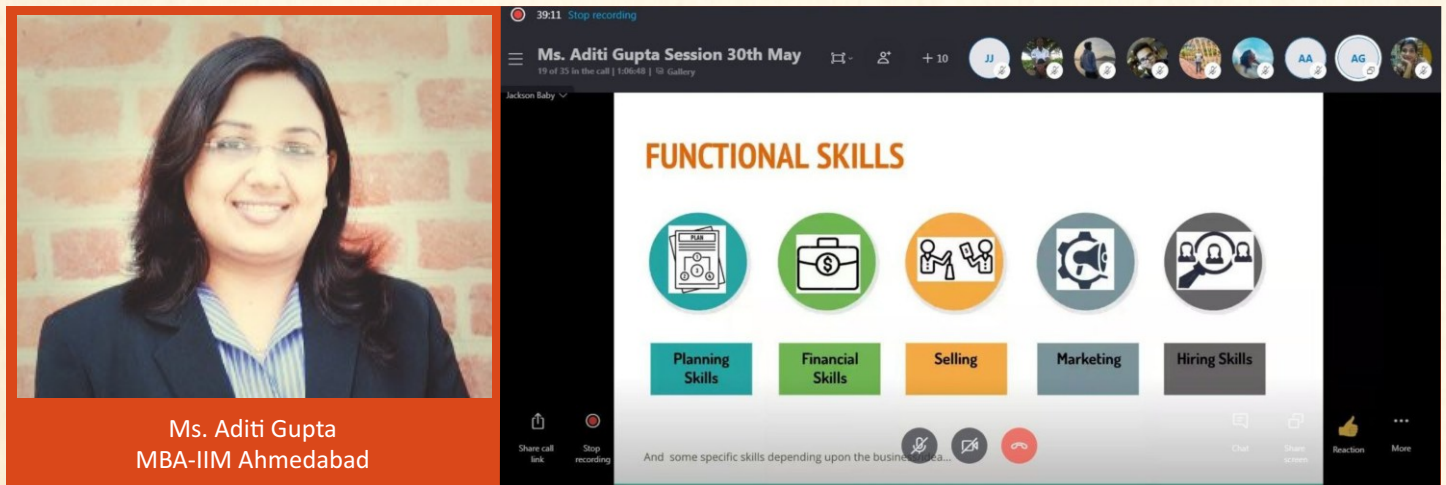 Ms. Aditi Gupta
MBA-IIM Ahmedabad
39:11 Stop recording
Ms. Aditi Gupta Session 30th May
19 of 35 in the call | 1:06:48 | Gallery
+10
JJ
AA
AG
Jackson Baby
FUNCTIONAL SKILLS
PLAN
Planning
Skills
Financial
Skills
Selling
Marketing
Hiring Skills
Share call
link
Stop
recording
Chat
Share
screen
Reaction
More
And some specific skills depending upon the business idea...